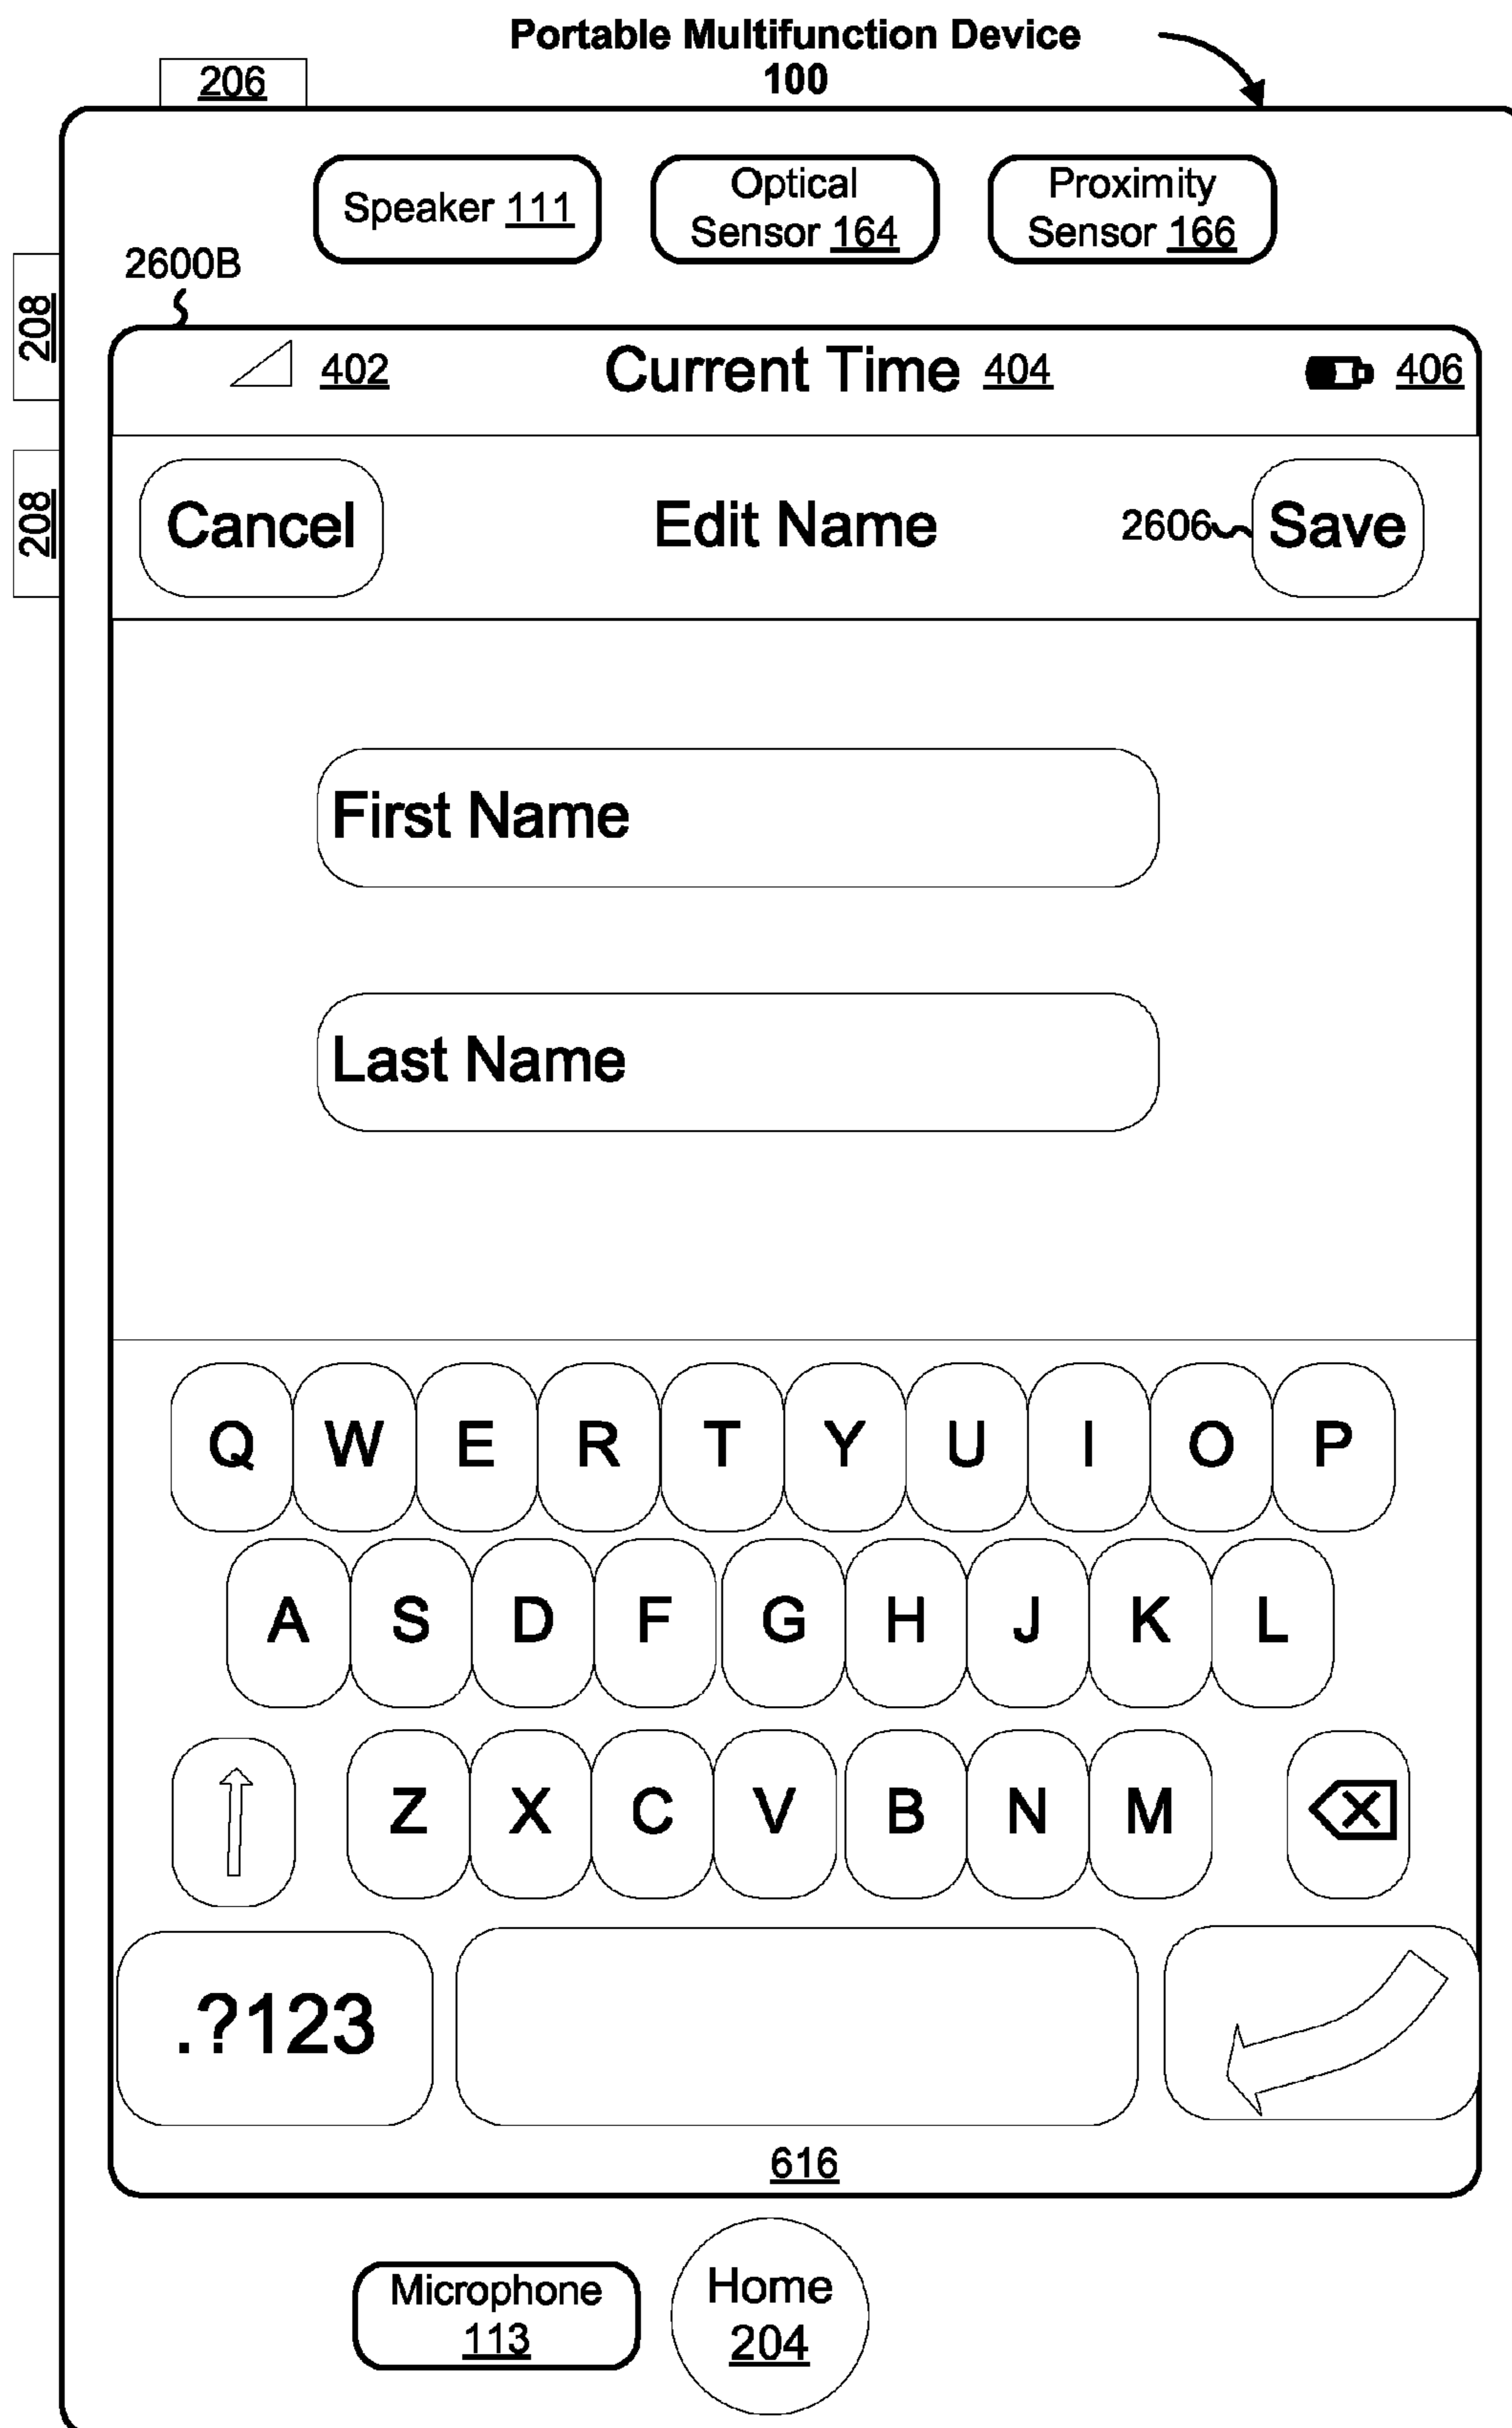 Portable Multifunction Device
100
206
Speaker 111
Optical
Sensor 164
Proximity
Sensor 166
2600B
208
402
Current Time 404
406
208
Cancel
Edit Name
2606
Save
First Name
Last Name
Q W E R T Y U I O P
A S D F G H J K L
Z X C V B N M
.?123
616
Microphone
113
Home
204